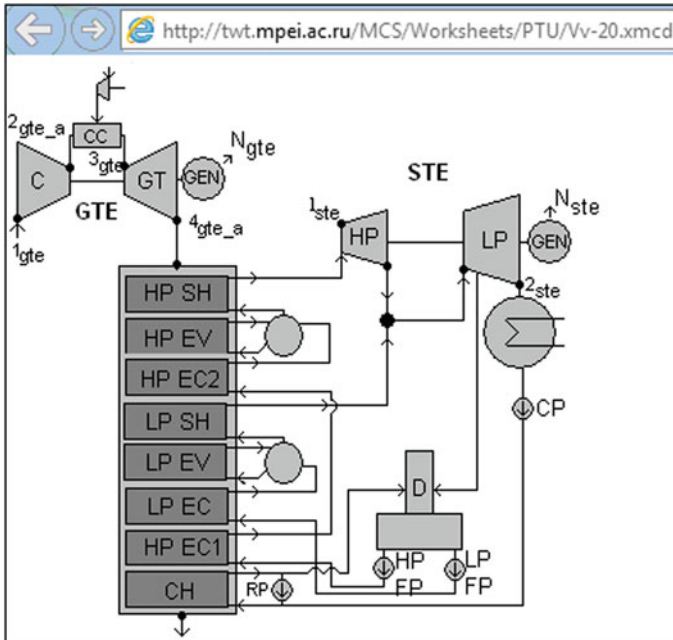 http://twt.mpei.ac.ru/MCS/Worksheets/PTU/Vv-20.xmcd
2gte_a
CC
3gte
C
GT
GEN
Ngte
GTE
1gte
4gte_a
STE
1ste
HP
LP
GEN
Nste
2ste
HP SH
HP EV
HP EC2
LP SH
LP EV
LP EC
HP EC1
CH
CP
D
HP
FP
LP
FP
RP